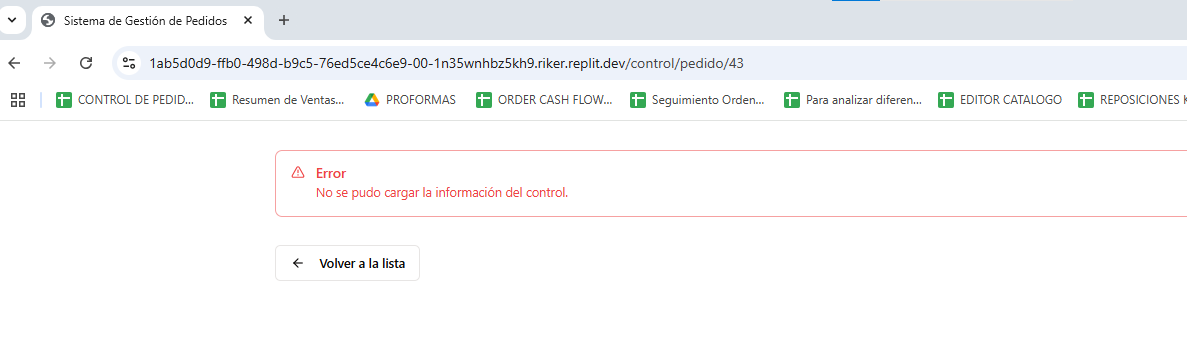 Sistema de Gestión de Pedidos
1ab5d0d9-ffb0-498d-b9c5-76ed5ce4c6e9-00-1n35wnhbz5kh9.riker.replit.dev/control/pedido/43
CONTROL DE PEDID... Resumen de Ventas... PROFORMAS ORDER CASH FLOW... Seguimiento Orden... Para analizar diferen... EDITOR CATALOGO REPOSICIONES K
Error
No se pudo cargar la información del control.
Volver a la lista